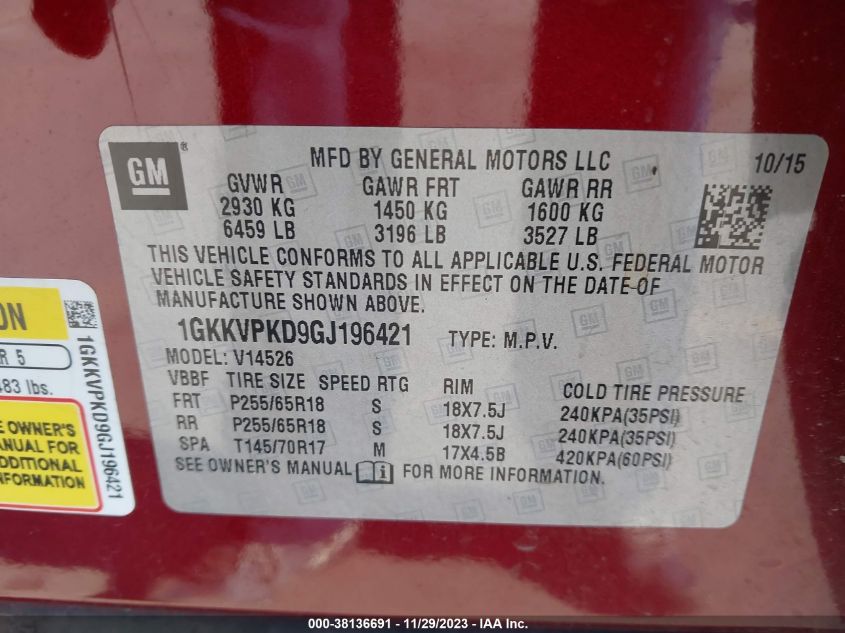 GM ®
MFD BY GENERAL MOTORS LLC 10/15
GVWR GAWR FRT GAWR RR
2930 KG 1450 KG 1600 KG
6459 LB 3196 LB 3527 LB
THIS VEHICLE CONFORMS TO ALL APPLICABLE U.S. FEDERAL MOTOR
VEHICLE SAFETY STANDARDS IN EFFECT ON THE DATE OF
MANUFACTURE SHOWN ABOVE.
1GKKVPKD9GJ196421 TYPE: M.P.V.
MODEL: V14526
VBBF TIRE SIZE SPEED RTG RIM COLD TIRE PRESSURE
FRT P255/65R18 S 18X7.5J 240KPA(35PSI)
RR P255/65R18 S 18X7.5J 240KPA(35PSI)
SPA T145/70R17 M 17X4.5B 420KPA(60PSI)
SEE OWNER'S MANUAL i FOR MORE INFORMATION.
ON
R 5
483 lbs.
EE OWNER'S
ANUAL FOR
ADDITIONAL
FORMATION
1GKKVPKD9GJ196421
000-38136691 / 11/29/2023 - IAA Inc.